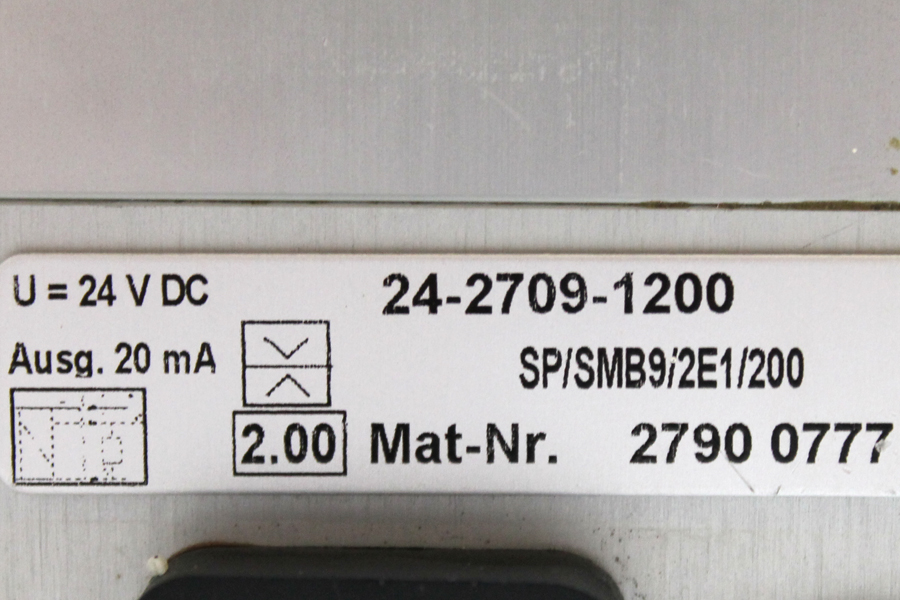 U = 24 V DC
24-2709-1200
Ausg. 20 mA
SP/SMB9/2E1/200
2.00
Mat-Nr. 2790 0777